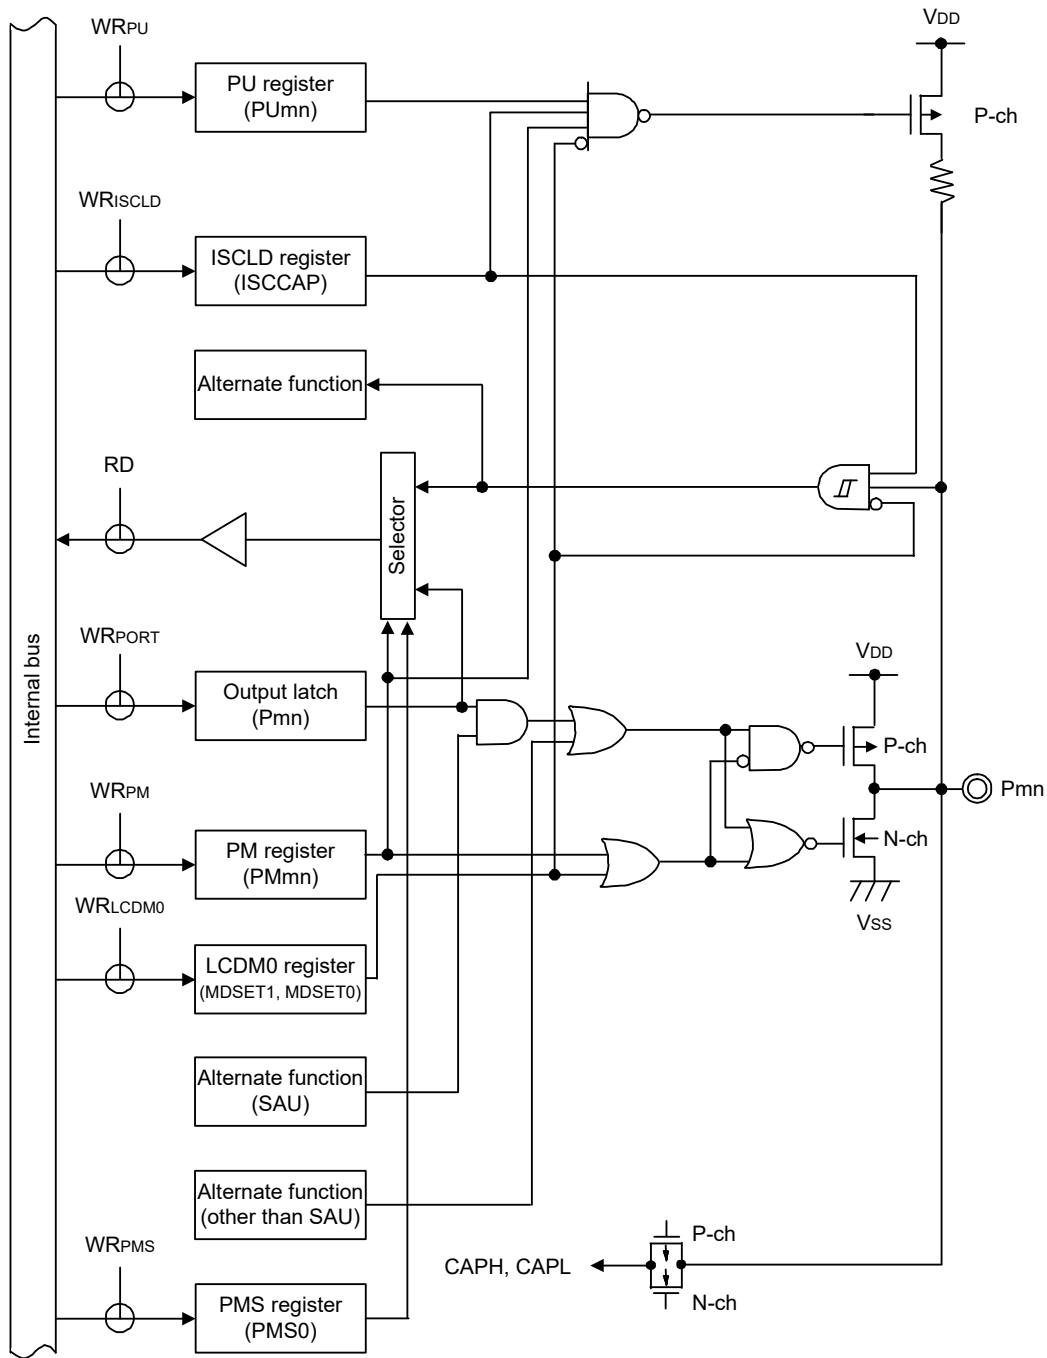 WRPU
PU register
(PUmn)
VDD
P-ch
WRISCLD
ISCLD register
(ISCCAP)
Alternate function
RD
Selector
Internal bus
WRPORT
Output latch
(Pmn)
VDD
P-ch
Pmn
N-ch
VSS
WRPM
PM register
(PMmn)
WRLCDM0
LCDM0 register
(MDSET1, MDSET0)
Alternate function
(SAU)
Alternate function
(other than SAU)
P-ch
CAPH, CAPL
N-ch
WRPMS
PMS register
(PMS0)